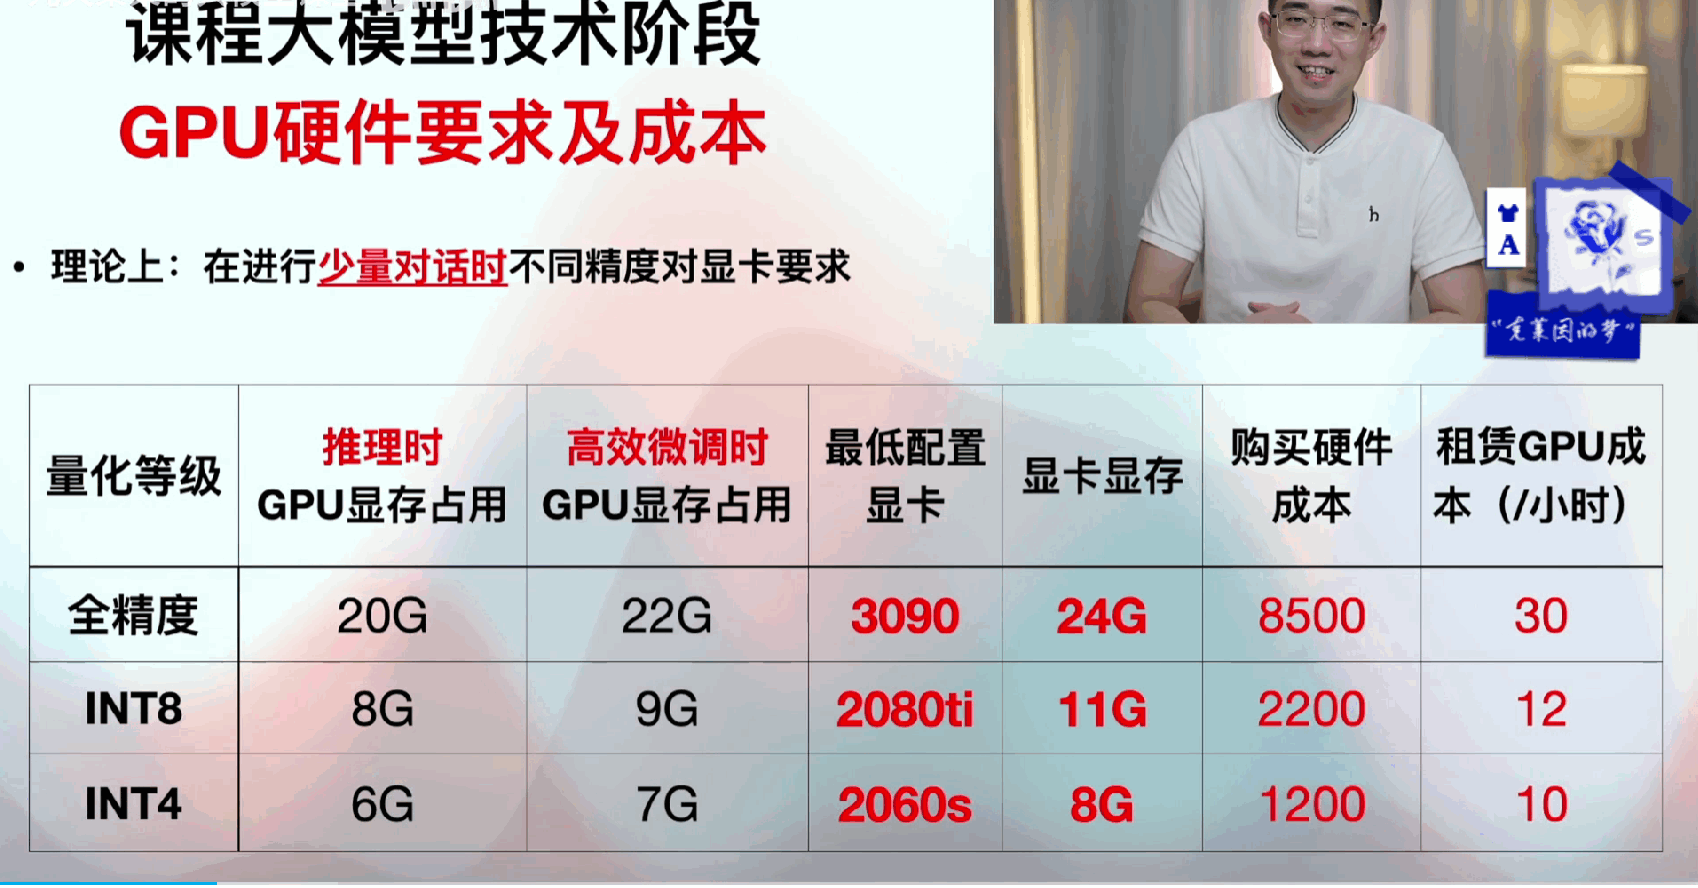 课程大模型技术阶段
GPU硬件要求及成本
• 理论上：在进行少量对话时不同精度对显卡要求
h
A
S
“克莱因的梦”
量化等级 推理时 GPU显存占用 高效微调时 GPU显存占用 最低配置显卡 显卡显存 购买硬件成本 租赁GPU成本（/小时）
全精度 20G 22G 3090 24G 8500 30
INT8 8G 9G 2080ti 11G 2200 12
INT4 6G 7G 2060s 8G 1200 10